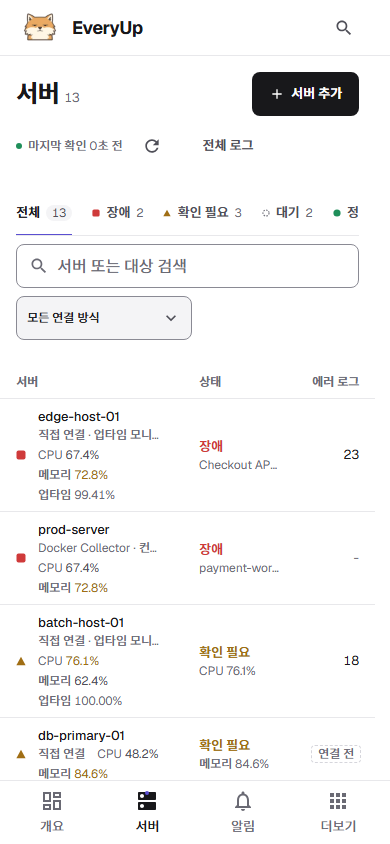 EveryUp
서버 13
+ 서버 추가
마지막 확인 0초 전
전체 로그
전체 13 장애 2 확인 필요 3 대기 2 정
서버 또는 대상 검색
모든 연결 방식
서버 상태 에러 로그
edge-host-01
직접 연결 · 업타임 모니...
CPU 67.4%
메모리 72.8%
업타임 99.41%
장애
Checkout AP...
23
prod-server
Docker Collector · 컨...
CPU 67.4%
메모리 72.8%
장애
payment-wor...
-
batch-host-01
직접 연결 · 업타임 모니...
CPU 76.1%
메모리 62.4%
업타임 100.00%
확인 필요
CPU 76.1%
18
db-primary-01
직접 연결 CPU 48.2%
메모리 84.6%
확인 필요
메모리 84.6%
연결 전
개요 서버 알림 더보기